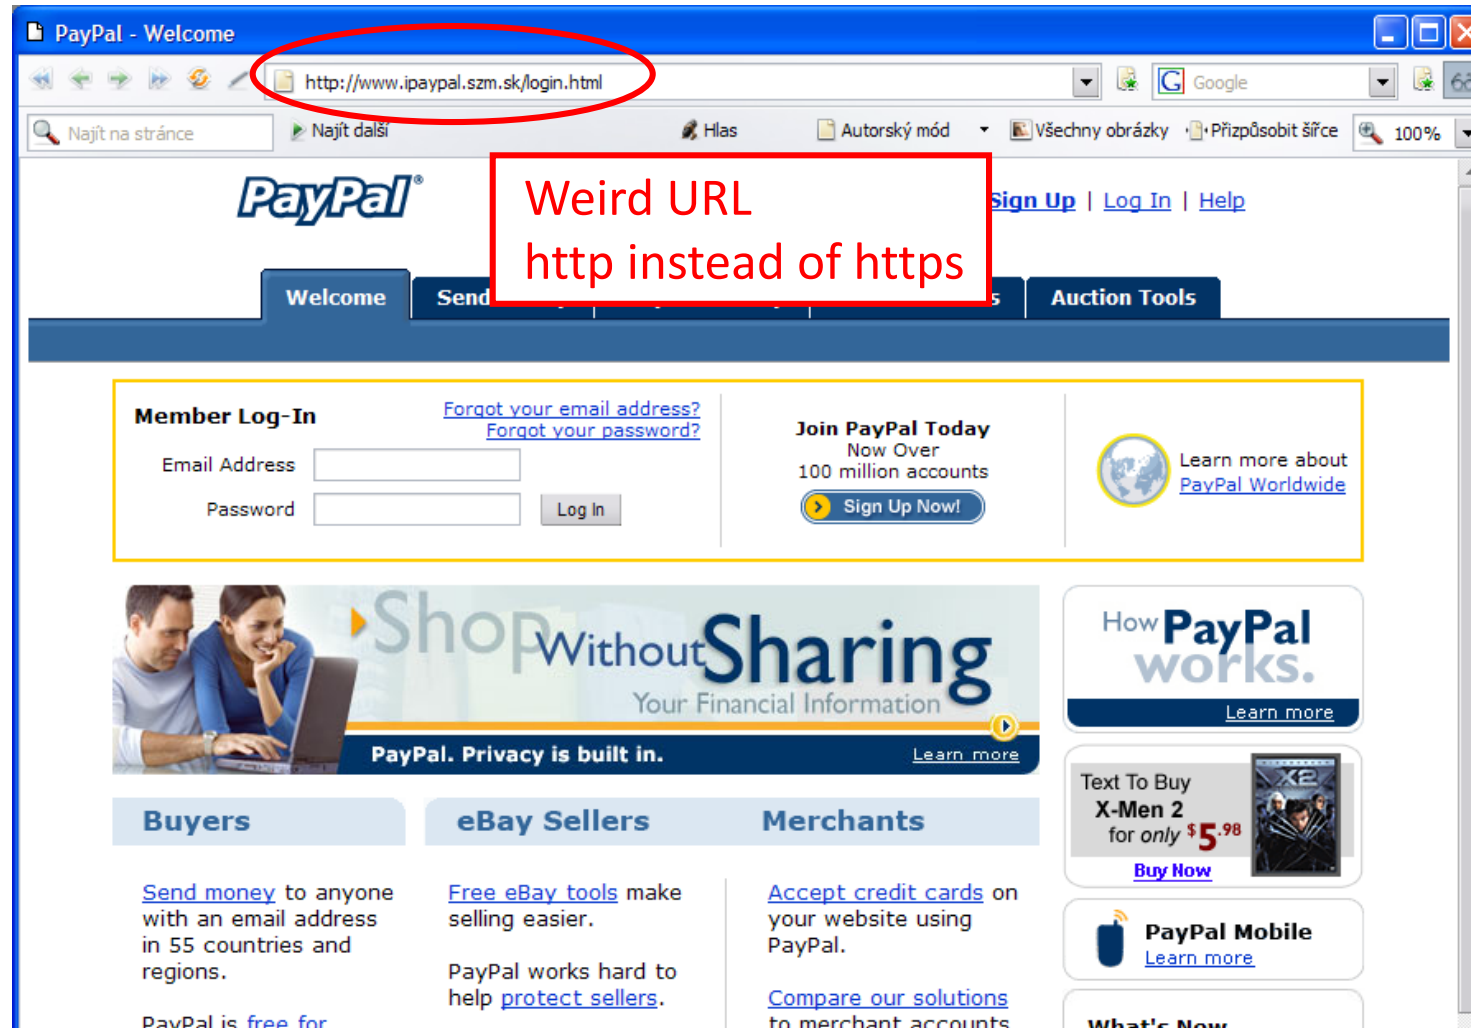 PayPal - Welcome
http://www.ipaypal.szm.sk/login.html
Google
Najít na stránce
Najít další
Hlas
Autorský mód
Všechny obrázky
Přizpůsobit šířce
100%
PayPal®
Weird URL
http instead of https
Sign Up | Log In | Help
Welcome
Send
Auction Tools
Member Log-In
Forgot your email address?
Forgot your password?
Email Address
Password
Log In
Join PayPal Today
Now Over
100 million accounts
Sign Up Now!
Learn more about
PayPal Worldwide
Shop Without Sharing
Your Financial Information
PayPal. Privacy is built in.
Learn more
How PayPal
works.
Learn more
Text To Buy
X-Men 2
for only $5.98
Buy Now
X2
PayPal Mobile
Learn more
What's New
Buyers
Send money to anyone
with an email address
in 55 countries and
regions.
PayPal is free for
eBay Sellers
Free eBay tools make
selling easier.
PayPal works hard to
help protect sellers.
Merchants
Accept credit cards on
your website using
PayPal.
Compare our solutions
to merchant accounts